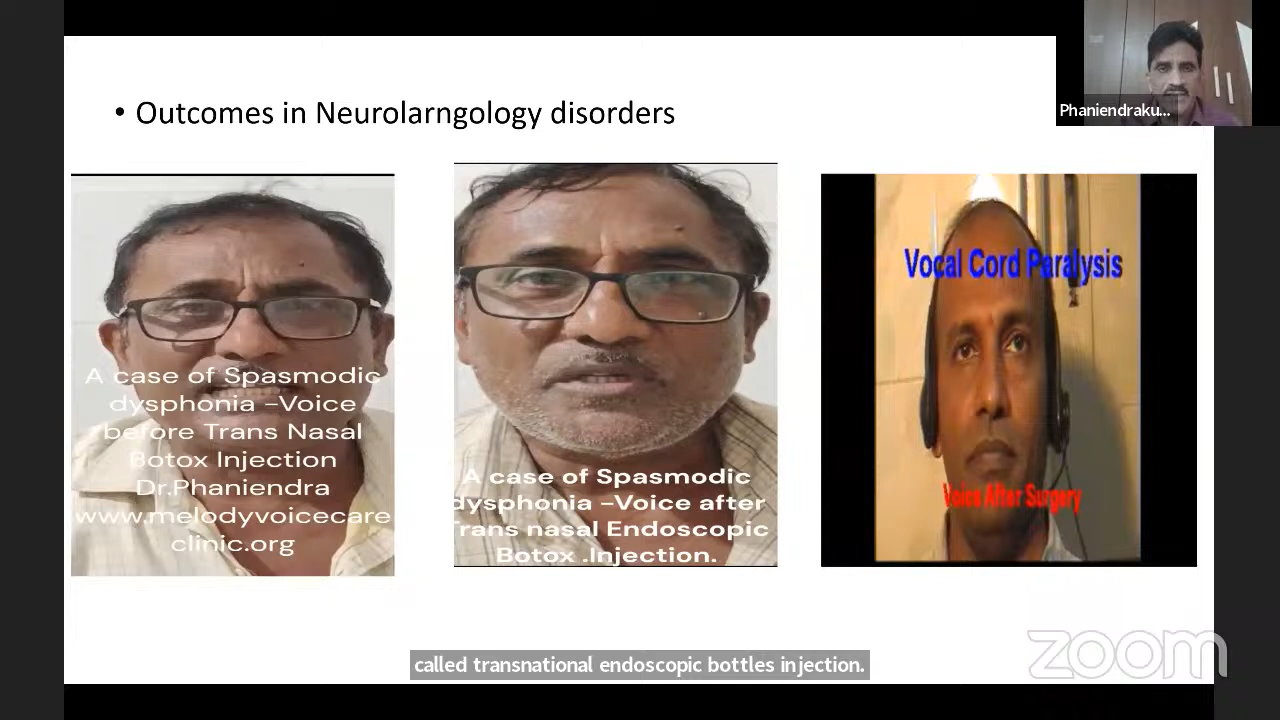 • Outcomes in Neurolarngology disorders
Phaniendraku...
A case of Spasmodic
dysphonia –Voice
before Trans Nasal
Botox Injection
Dr.Phaniendra
www.melodyvoicecare
clinic.org
A case of Spasmodic
dysphonia –Voice after
Trans nasal Endoscopic
Botox .Injection.
Vocal Cord Paralysis
Voice After Surgery
called transnational endoscopic bottles injection.
zoom